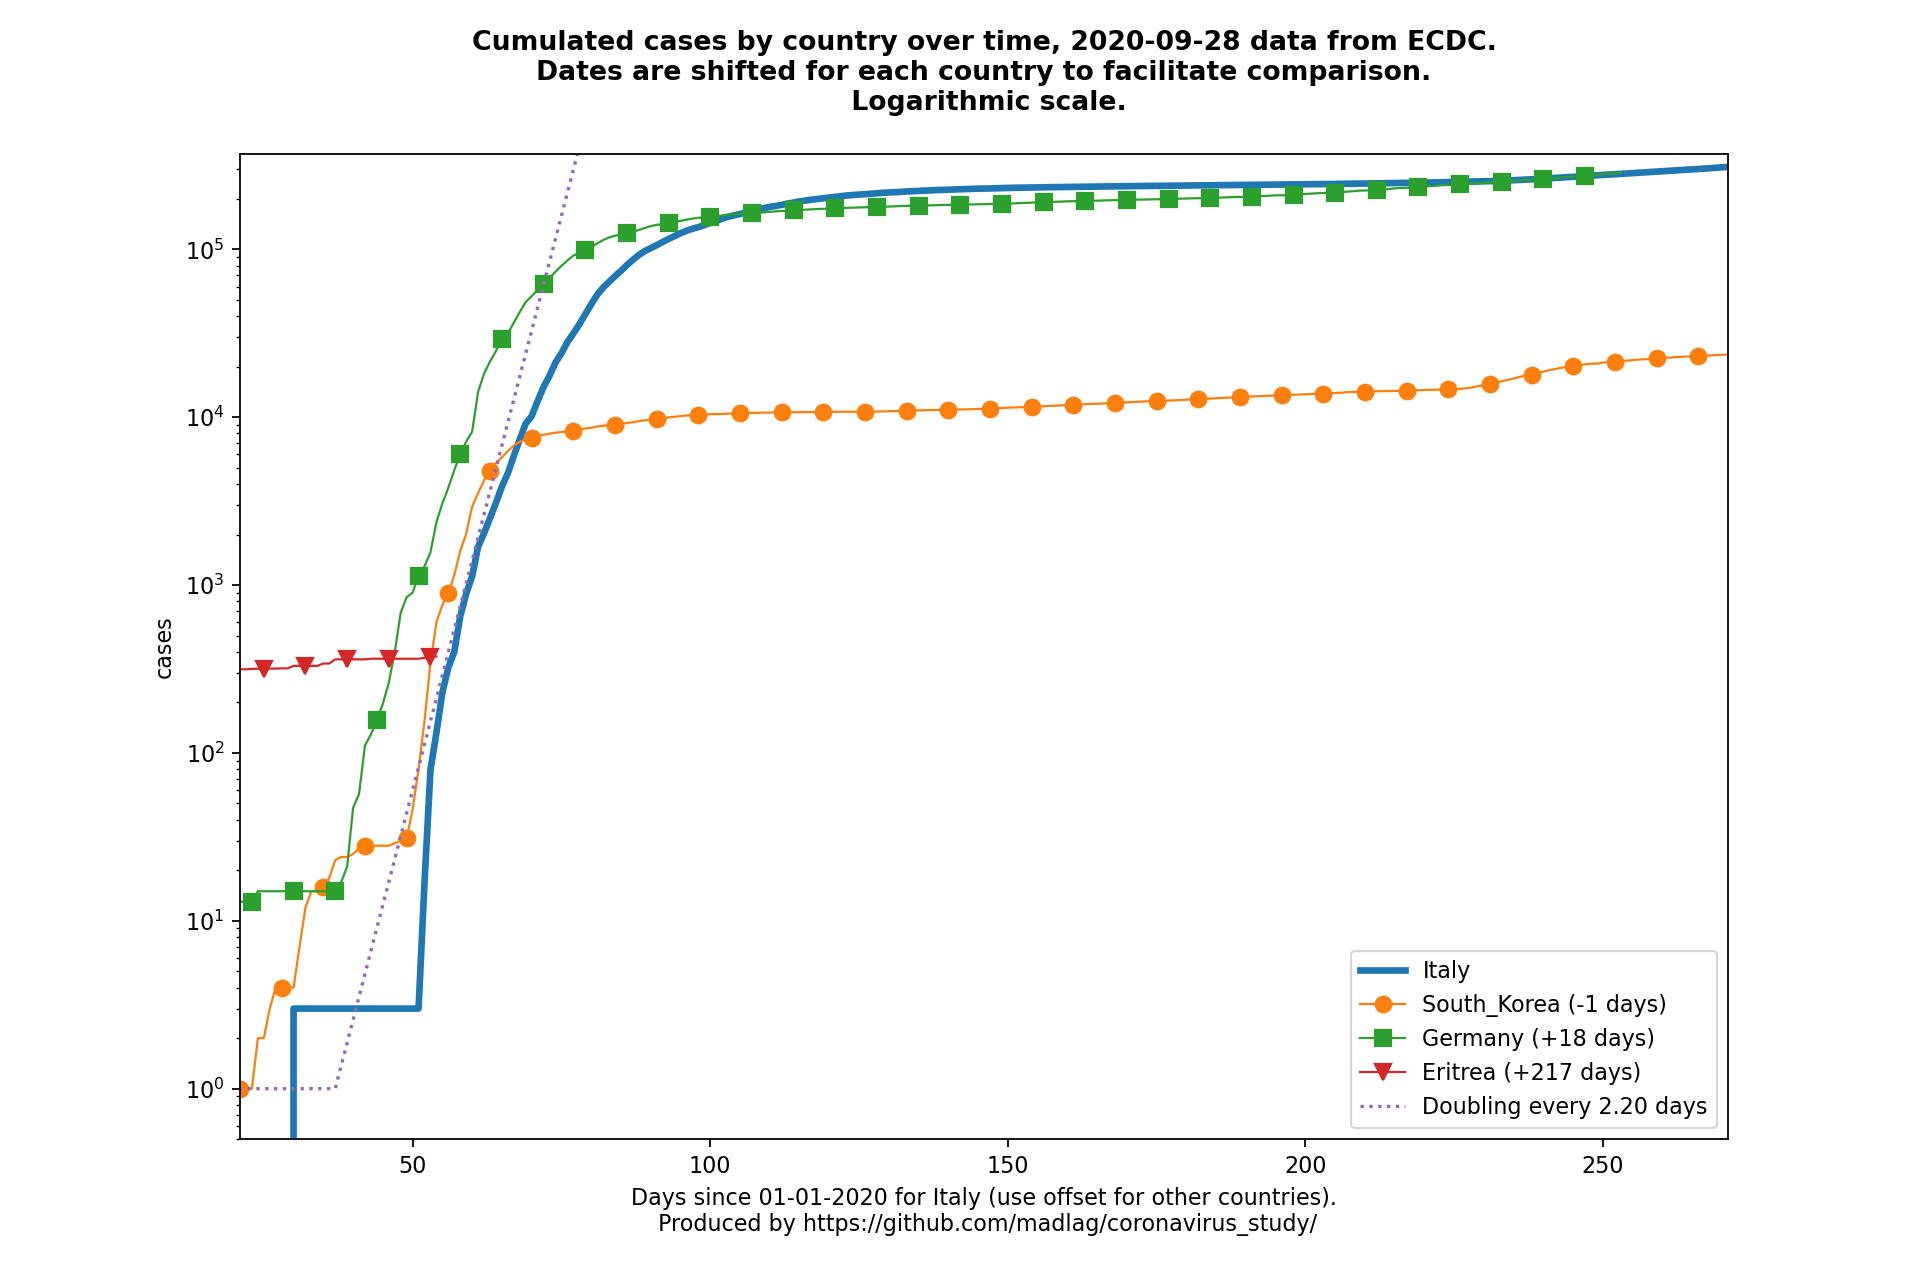 Cumulated cases by country over time, 2020-09-28 data from ECDC.
Dates are shifted for each country to facilitate comparison.
Logarithmic scale.
10^5
10^4
10^3
10^2
10^1
10^0
cases
Italy
South_Korea (-1 days)
Germany (+18 days)
Eritrea (+217 days)
Doubling every 2.20 days
50 100 150 200 250
Days since 01-01-2020 for Italy (use offset for other countries).
Produced by https://github.com/madlag/coronavirus_study/